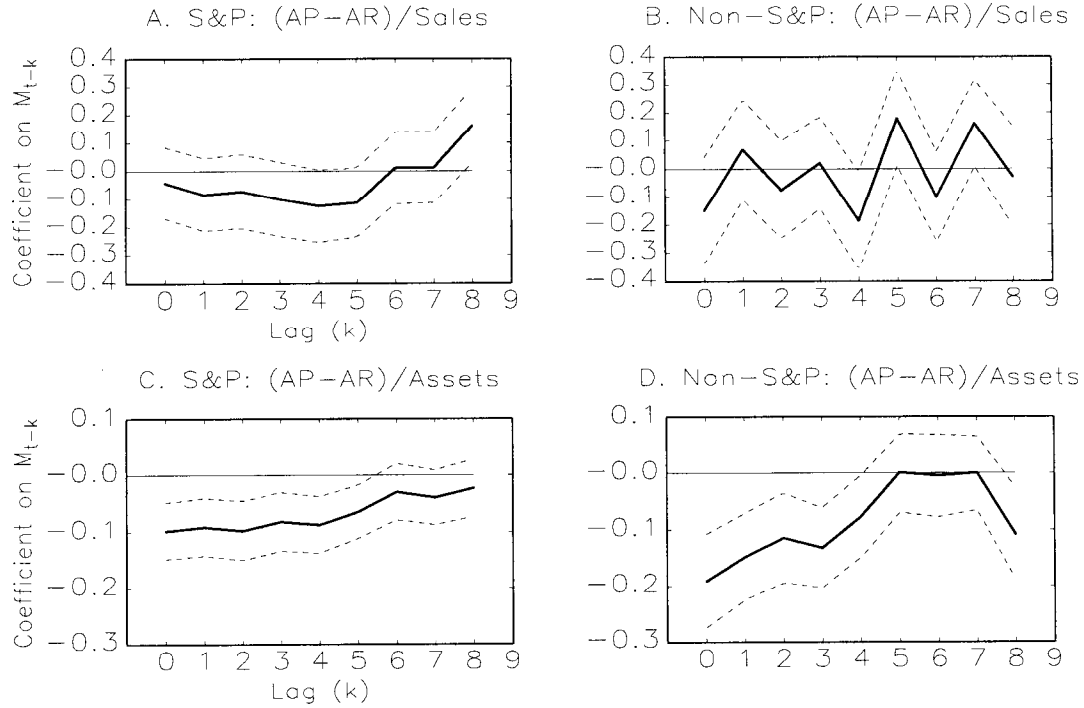 A. S&P: (AP-AR)/Sales
Coefficient on M_{t-k}
0.4
0.3
0.2
0.1
-0.0
-0.1
-0.2
-0.3
-0.4
0 1 2 3 4 5 6 7 8 9
Lag (k)
B. Non-S&P: (AP-AR)/Sales
0.4
0.3
0.2
0.1
-0.0
-0.1
-0.2
-0.3
-0.4
0 1 2 3 4 5 6 7 8 9
C. S&P: (AP-AR)/Assets
Coefficient on M_{t-k}
0.1
-0.0
-0.1
-0.2
-0.3
0 1 2 3 4 5 6 7 8 9
Lag (k)
D. Non-S&P: (AP-AR)/Assets
0.1
-0.0
-0.1
-0.2
-0.3
0 1 2 3 4 5 6 7 8 9